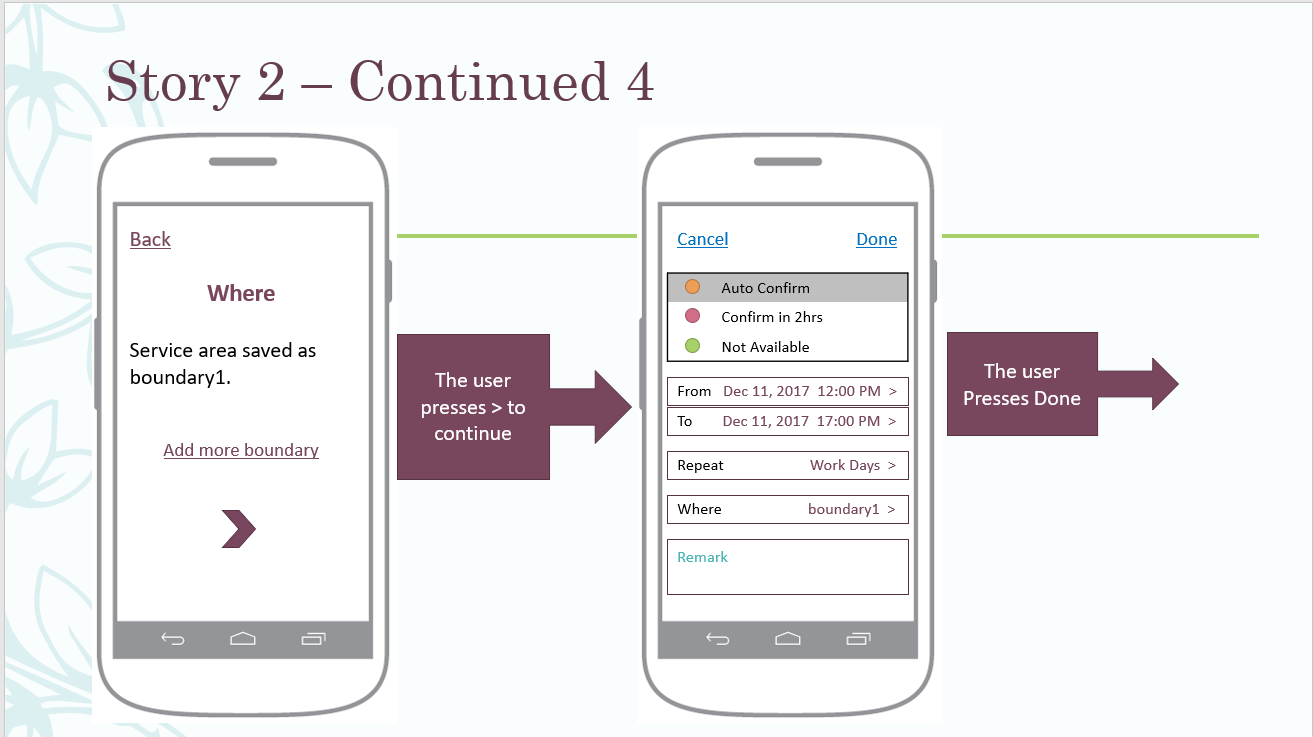 Story 2 – Continued 4
Back
Where
Service area saved as
boundary1.
Add more boundary
The user
presses > to
continue
Cancel Done
Auto Confirm
Confirm in 2hrs
Not Available
From Dec 11, 2017 12:00 PM >
To Dec 11, 2017 17:00 PM >
Repeat Work Days >
Where boundary1 >
Remark
The user
Presses Done